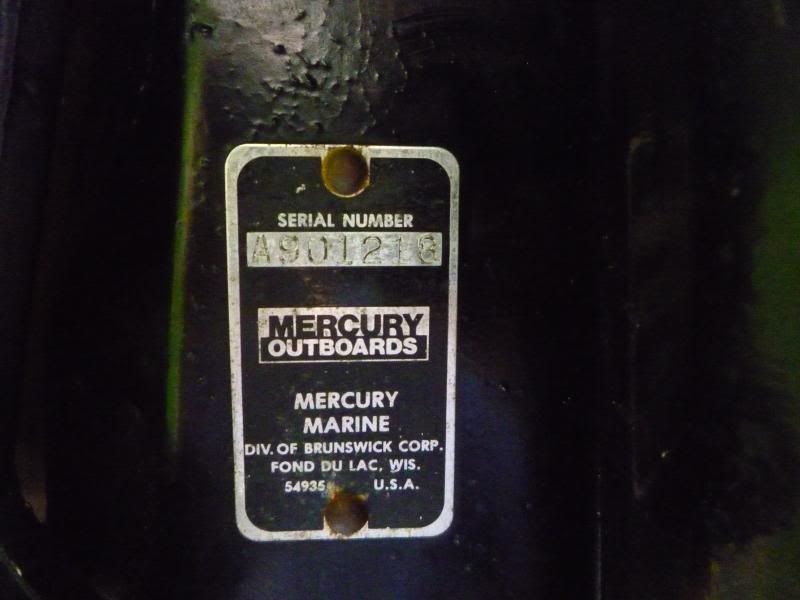 SERIAL NUMBER
A901218
MERCURY
OUTBOARDS
MERCURY
MARINE
DIV. OF BRUNSWICK CORP.
FOND DU LAC, WIS.
54935 U.S.A.